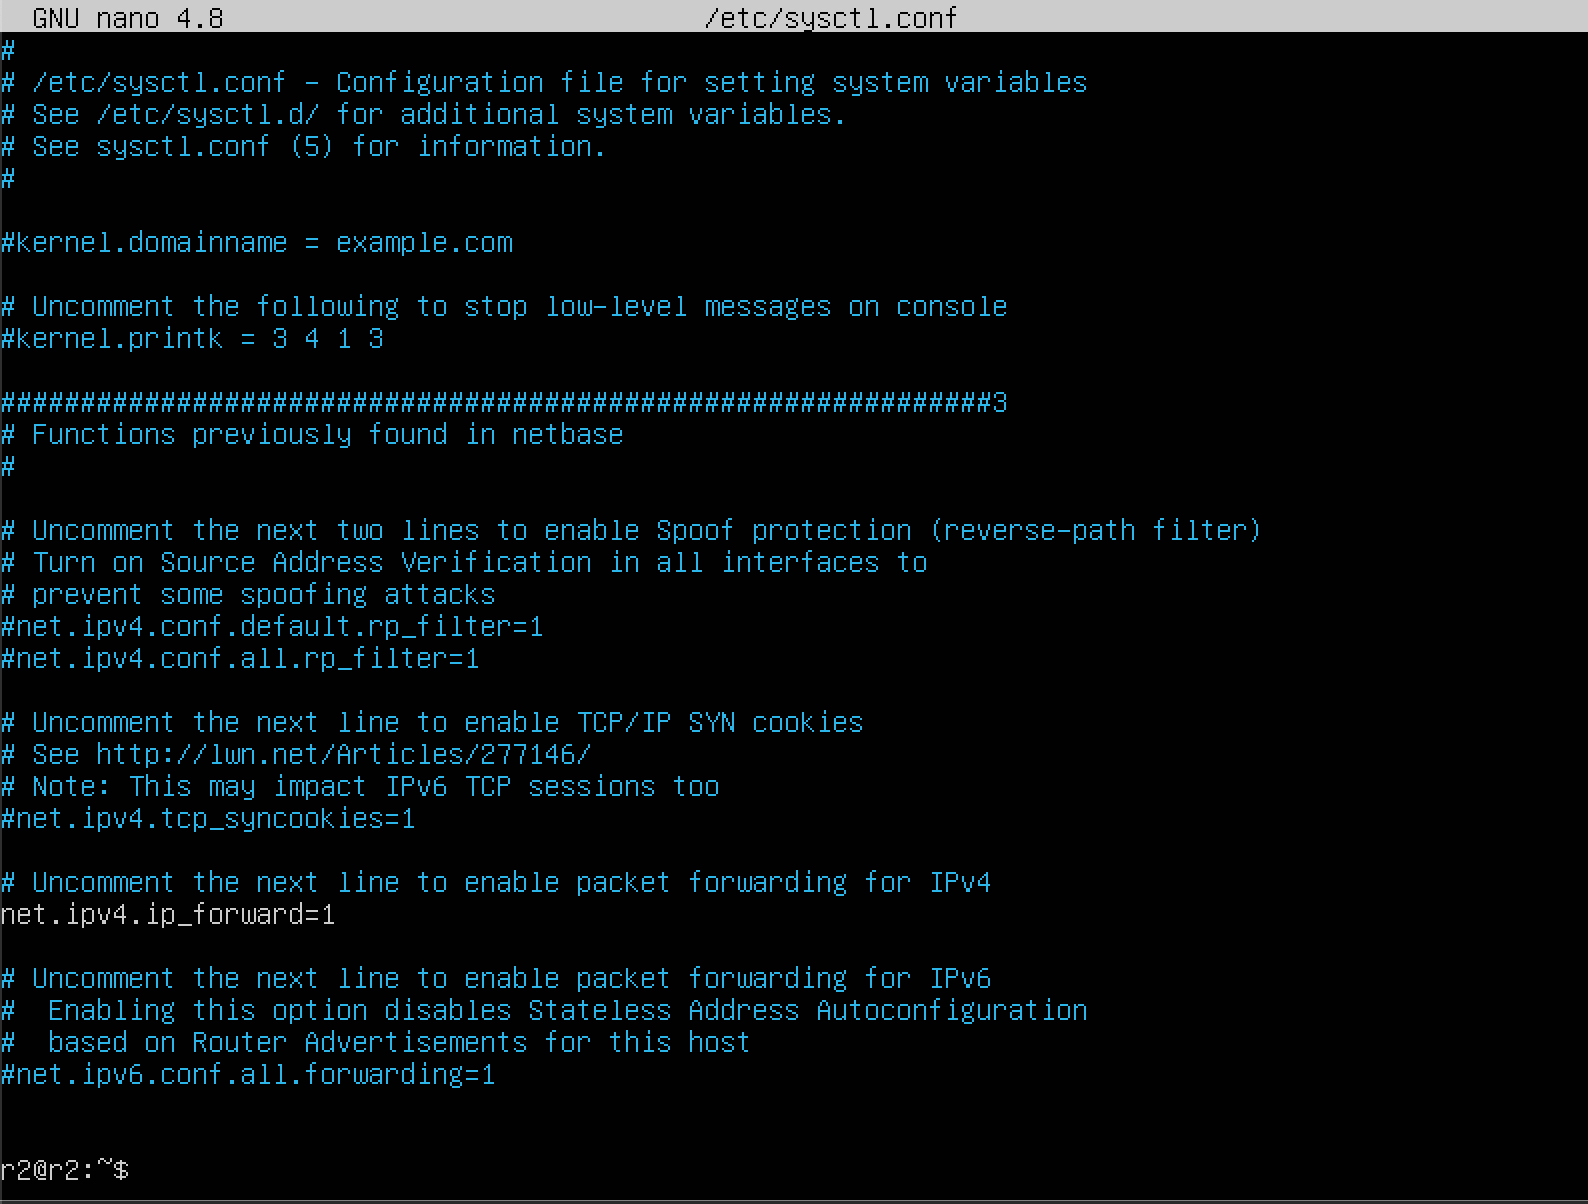 GNU nano 4.8 /etc/sysctl.conf
#
# /etc/sysctl.conf - Configuration file for setting system variables
# See /etc/sysctl.d/ for additional system variables.
# See sysctl.conf (5) for information.
#
#kernel.domainname = example.com
# Uncomment the following to stop low-level messages on console
#kernel.printk = 3 4 1 3
##############################################################3
# Functions previously found in netbase
#
# Uncomment the next two lines to enable Spoof protection (reverse-path filter)
# Turn on Source Address Verification in all interfaces to
# prevent some spoofing attacks
#net.ipv4.conf.default.rp_filter=1
#net.ipv4.conf.all.rp_filter=1
# Uncomment the next line to enable TCP/IP SYN cookies
# See http://lwn.net/Articles/277146/
# Note: This may impact IPv6 TCP sessions too
#net.ipv4.tcp_syncookies=1
# Uncomment the next line to enable packet forwarding for IPv4
net.ipv4.ip_forward=1
# Uncomment the next line to enable packet forwarding for IPv6
#  Enabling this option disables Stateless Address Autoconfiguration
#  based on Router Advertisements for this host
#net.ipv6.conf.all.forwarding=1
r2@r2:~$